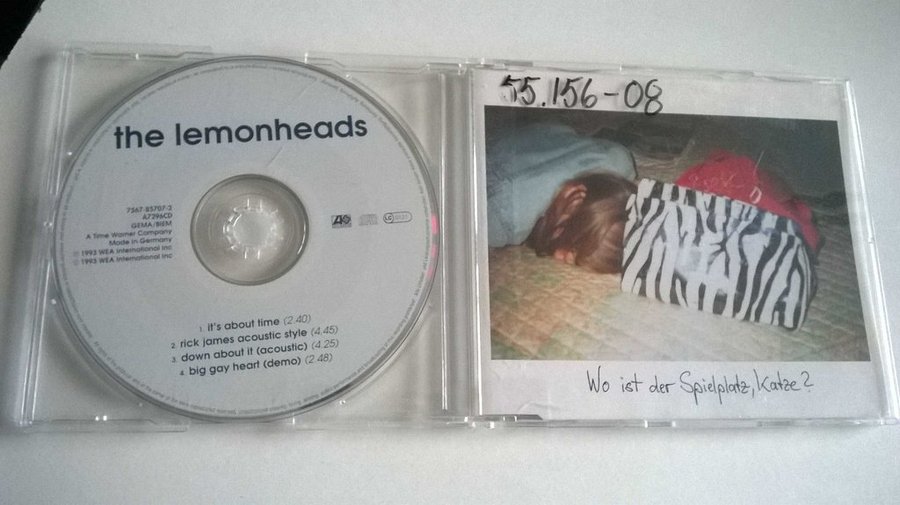 the lemonheads
7567-85707-2
A7296CD
GEMA/BIEM
A Time Warner Company
Made in Germany
℗ 1993 WEA International Inc
© 1993 WEA International Inc
LC 0121
1. it's about time (2.40)
2. rick james acoustic style (4.45)
3. down about it (acoustic) (4.25)
4. big gay heart (demo) (2.48)
55.156-08
D
Wo ist der Spielplatz, Katze?